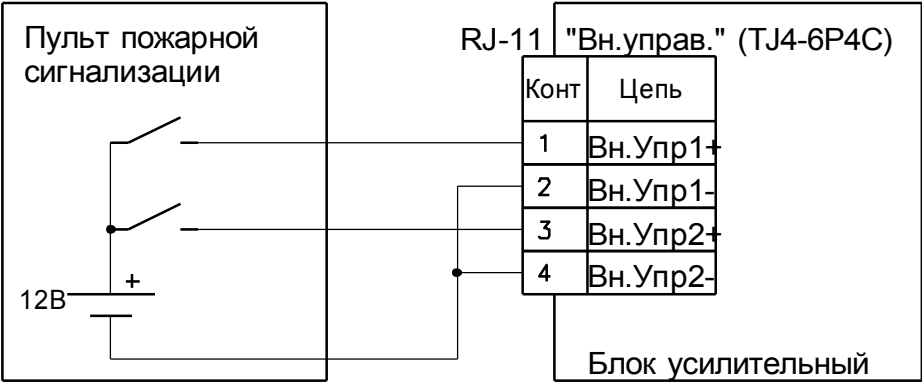 Пульт пожарной
сигнализации
RJ-11 "Вн.управ." (TJ4-6P4C)
Конт Цепь
1 Вн.Упр1+
2 Вн.Упр1-
3 Вн.Упр2+
4 Вн.Упр2-
+
12В
Блок усилительный